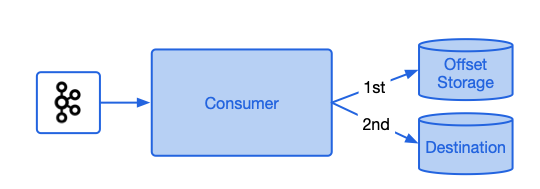 Consumer
1st
2nd
Offset
Storage
Destination